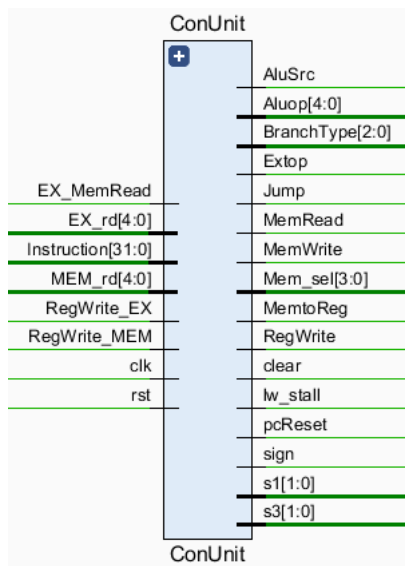 ConUnit
+
AluSrc
Aluop[4:0]
BranchType[2:0]
Extop
EX_MemRead
Jump
EX_rd[4:0]
MemRead
Instruction[31:0]
MemWrite
MEM_rd[4:0]
Mem_sel[3:0]
RegWrite_EX
MemtoReg
RegWrite_MEM
RegWrite
clk
clear
rst
lw_stall
pcReset
sign
s1[1:0]
s3[1:0]
ConUnit